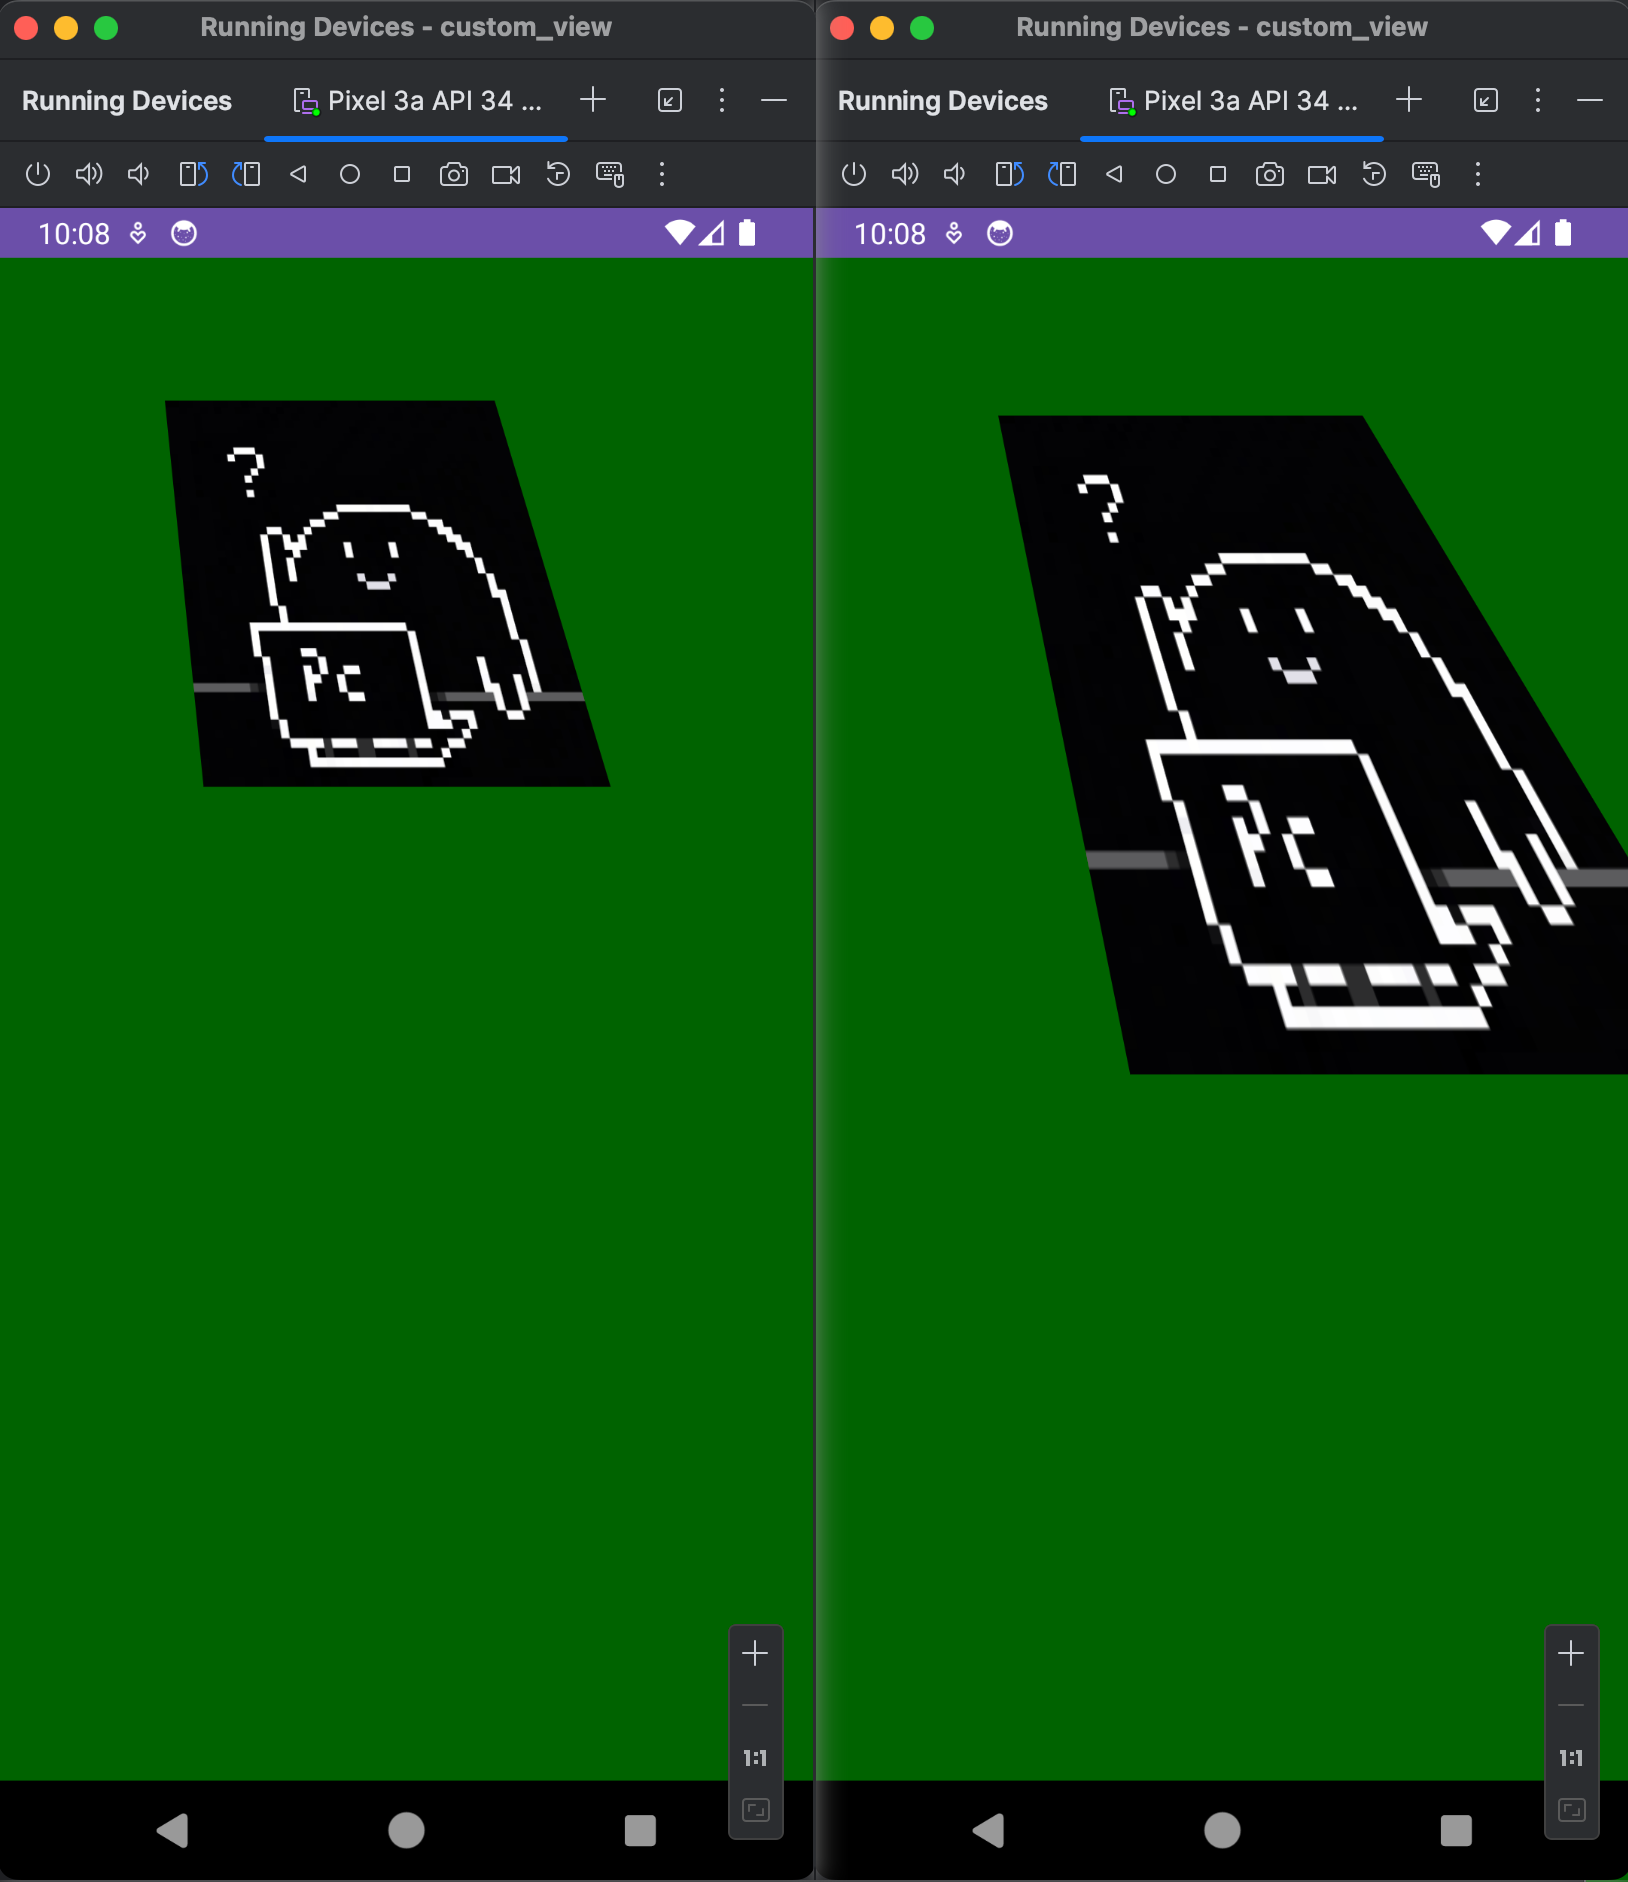 Running Devices - custom_view
Running Devices
Pixel 3a API 34 ...
10:08
?
Pc
1:1
Running Devices - custom_view
Running Devices
Pixel 3a API 34 ...
10:08
?
Pc
1:1